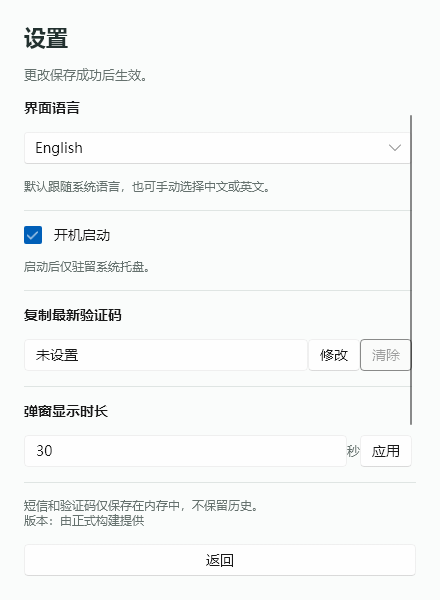 设置
更改保存成功后生效。
界面语言
English
默认跟随系统语言，也可手动选择中文或英文。
开机启动
启动后仅驻留系统托盘。
复制最新验证码
未设置 修改 清除
弹窗显示时长
30 秒 应用
短信和验证码仅保存在内存中，不保留历史。
版本：由正式构建提供
返回